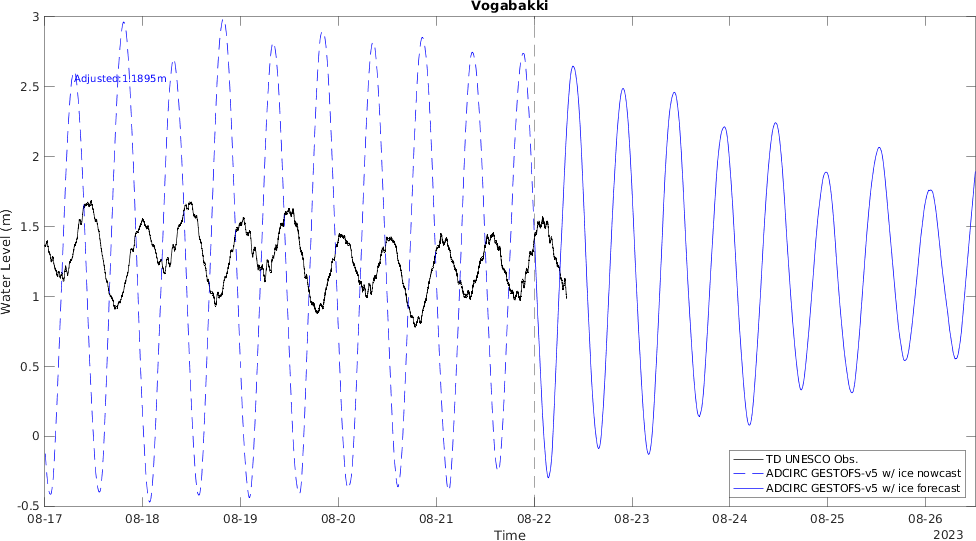 Vogabakki
3
2.5
2
1.5
1
0.5
0
-0.5
Water Level (m)
Adjusted:1.1895m
TD UNESCO Obs.
ADCIRC GESTOFS-v5 w/ ice nowcast
ADCIRC GESTOFS-v5 w/ ice forecast
08-17 08-18 08-19 08-20 08-21 08-22 08-23 08-24 08-25 08-26
Time
2023